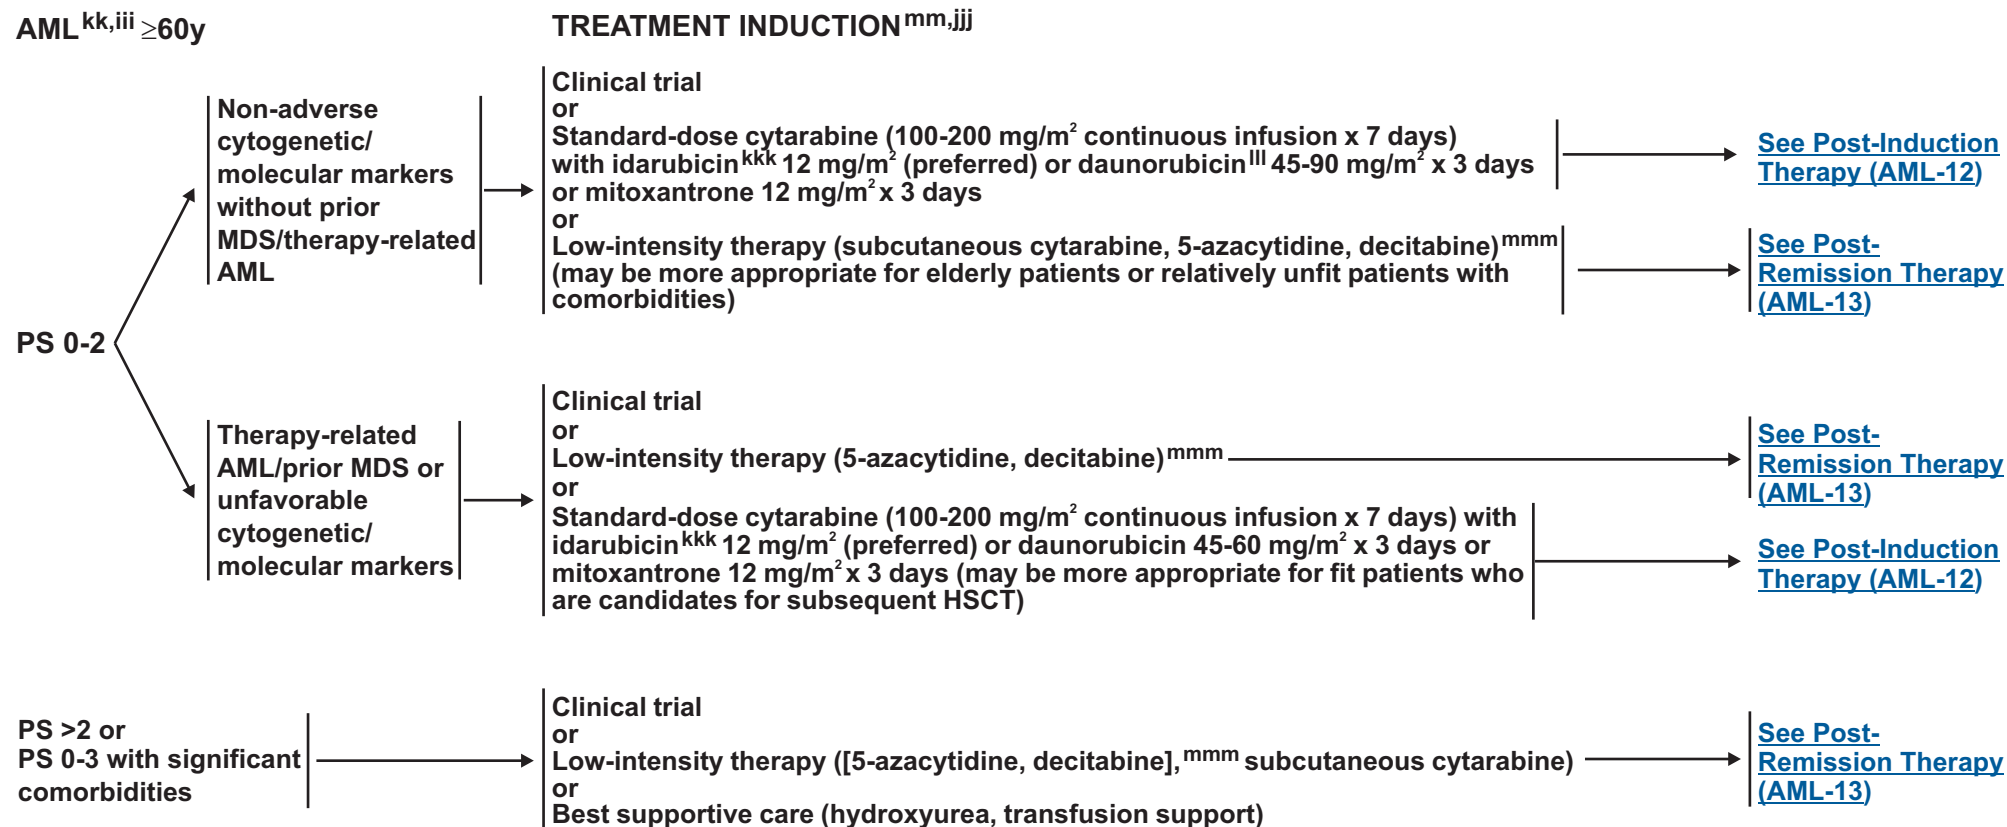 AML kk,iii ≥60y
TREATMENT INDUCTION mm,jjj
PS 0-2
Non-adverse
cytogenetic/
molecular markers
without prior
MDS/therapy-related
AML
Clinical trial
or
Standard-dose cytarabine (100-200 mg/m² continuous infusion x 7 days)
with idarubicin kkk 12 mg/m² (preferred) or daunorubicin lll 45-90 mg/m² x 3 days
or mitoxantrone 12 mg/m² x 3 days
or
Low-intensity therapy (subcutaneous cytarabine, 5-azacytidine, decitabine) mmm
(may be more appropriate for elderly patients or relatively unfit patients with
comorbidities)
See Post-Induction
Therapy (AML-12)
See Post-
Remission Therapy
(AML-13)
Therapy-related
AML/prior MDS or
unfavorable
cytogenetic/
molecular markers
Clinical trial
or
Low-intensity therapy (5-azacytidine, decitabine) mmm
or
Standard-dose cytarabine (100-200 mg/m² continuous infusion x 7 days) with
idarubicin kkk 12 mg/m² (preferred) or daunorubicin 45-60 mg/m² x 3 days or
mitoxantrone 12 mg/m² x 3 days (may be more appropriate for fit patients who
are candidates for subsequent HSCT)
See Post-
Remission Therapy
(AML-13)
See Post-Induction
Therapy (AML-12)
PS >2 or
PS 0-3 with significant
comorbidities
Clinical trial
or
Low-intensity therapy ([5-azacytidine, decitabine], mmm subcutaneous cytarabine)
or
Best supportive care (hydroxyurea, transfusion support)
See Post-
Remission Therapy
(AML-13)